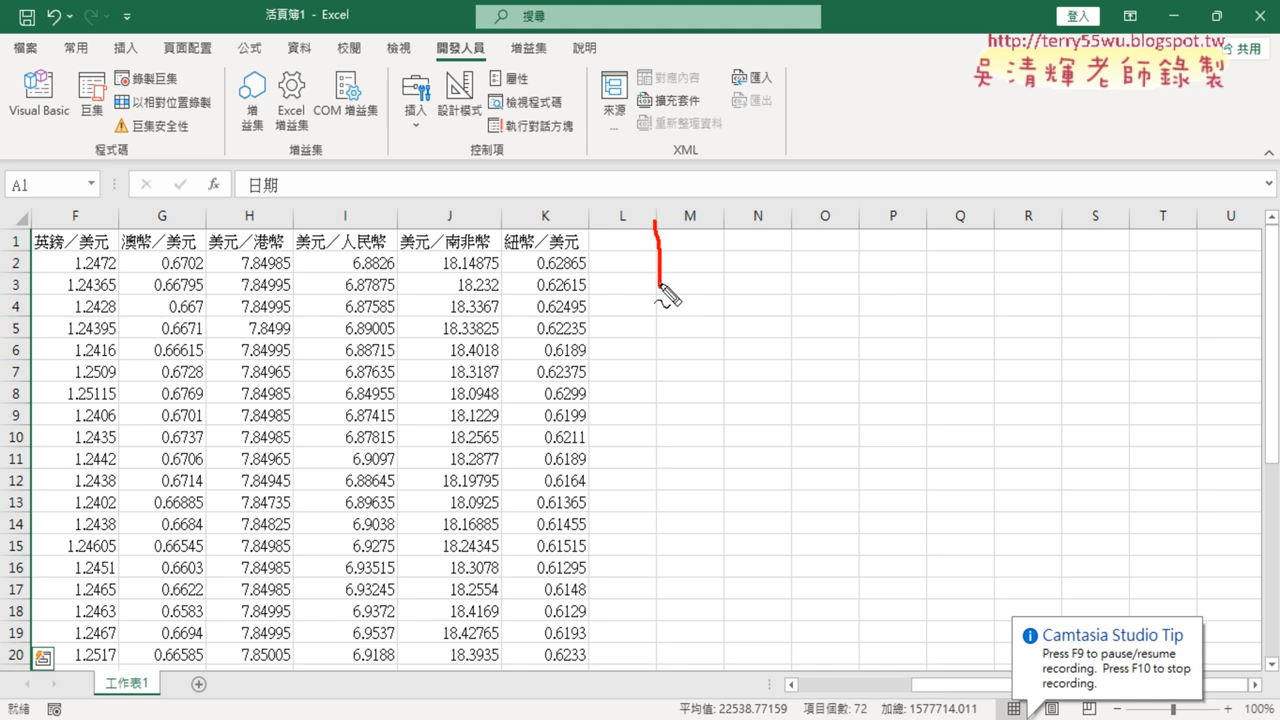 活頁簿1 - Excel
搜尋
登入
http://terry55wu.blogspot.tw
吳清輝老師錄製
檔案 常用 插入 頁面配置 公式 資料 校閱 檢視 開發人員 增益集 說明
共用
Visual Basic
巨集
錄製巨集
以相對位置錄製
巨集安全性
程式碼
增益集
Excel 增益集
COM 增益集
增益集
插入
設計模式
屬性
檢視程式碼
執行對話方塊
控制項
來源...
對應內容
擴充套件
重新整理資料
匯入
匯出
XML
A1
fx
日期
F G H I J K L M N O P Q R S T U
1 英鎊／美元 澳幣／美元 美元／港幣 美元／人民幣 美元／南非幣 紐幣／美元
2 1.2472 0.6702 7.84985 6.8826 18.14875 0.62865
3 1.24365 0.66795 7.84995 6.87875 18.232 0.62615
4 1.2428 0.667 7.84995 6.87585 18.3367 0.62495
5 1.24395 0.6671 7.8499 6.89005 18.33825 0.62235
6 1.2416 0.66615 7.84995 6.88715 18.4018 0.6189
7 1.2509 0.6728 7.84965 6.87635 18.3187 0.62375
8 1.25115 0.6769 7.84985 6.84955 18.0948 0.6299
9 1.2406 0.6701 7.84985 6.87415 18.1229 0.6199
10 1.2435 0.6737 7.84985 6.87815 18.2565 0.6211
11 1.2442 0.6706 7.84965 6.9097 18.2877 0.6189
12 1.2438 0.6714 7.84945 6.88645 18.19795 0.6164
13 1.2402 0.66885 7.84735 6.89635 18.0925 0.61365
14 1.2438 0.6684 7.84825 6.9038 18.16885 0.61455
15 1.24605 0.66545 7.84985 6.9275 18.24345 0.61515
16 1.2451 0.6603 7.84985 6.93515 18.3078 0.61295
17 1.2465 0.6622 7.84985 6.93245 18.2554 0.6148
18 1.2463 0.6583 7.84995 6.9372 18.4169 0.6129
19 1.2467 0.6694 7.84995 6.9537 18.42765 0.6193
20 1.2517 0.66585 7.85005 6.9188 18.3935 0.6233
Camtasia Studio Tip
Press F9 to pause/resume
recording. Press F10 to stop
recording.
工作表1
就緒
平均值: 22538.77159 項目個數: 72 加總: 1577714.011
100%